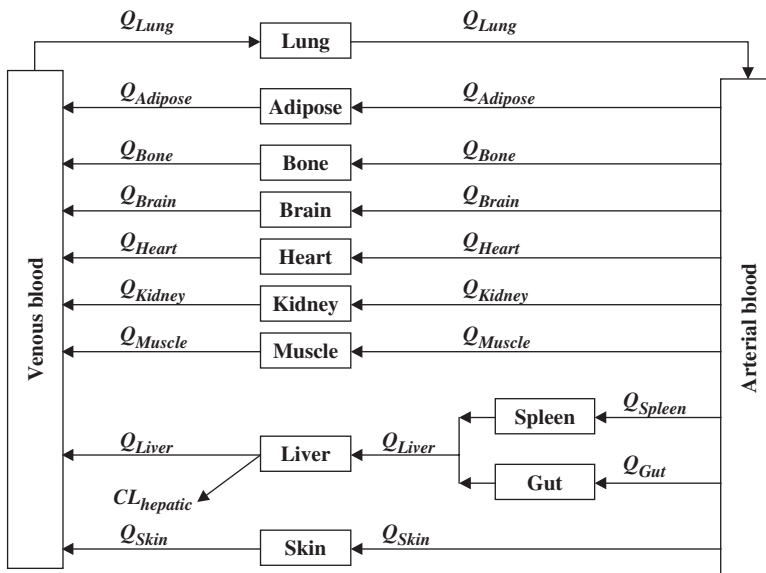 Q_Lung Lung Q_Lung
Q_Adipose Adipose Q_Adipose
Q_Bone Bone Q_Bone
Q_Brain Brain Q_Brain
Q_Heart Heart Q_Heart
Q_Kidney Kidney Q_Kidney
Q_Muscle Muscle Q_Muscle
Venous blood
Arterial blood
Spleen Q_Spleen
Q_Liver Liver Q_Liver
Gut Q_Gut
CL_hepatic
Q_Skin Skin Q_Skin